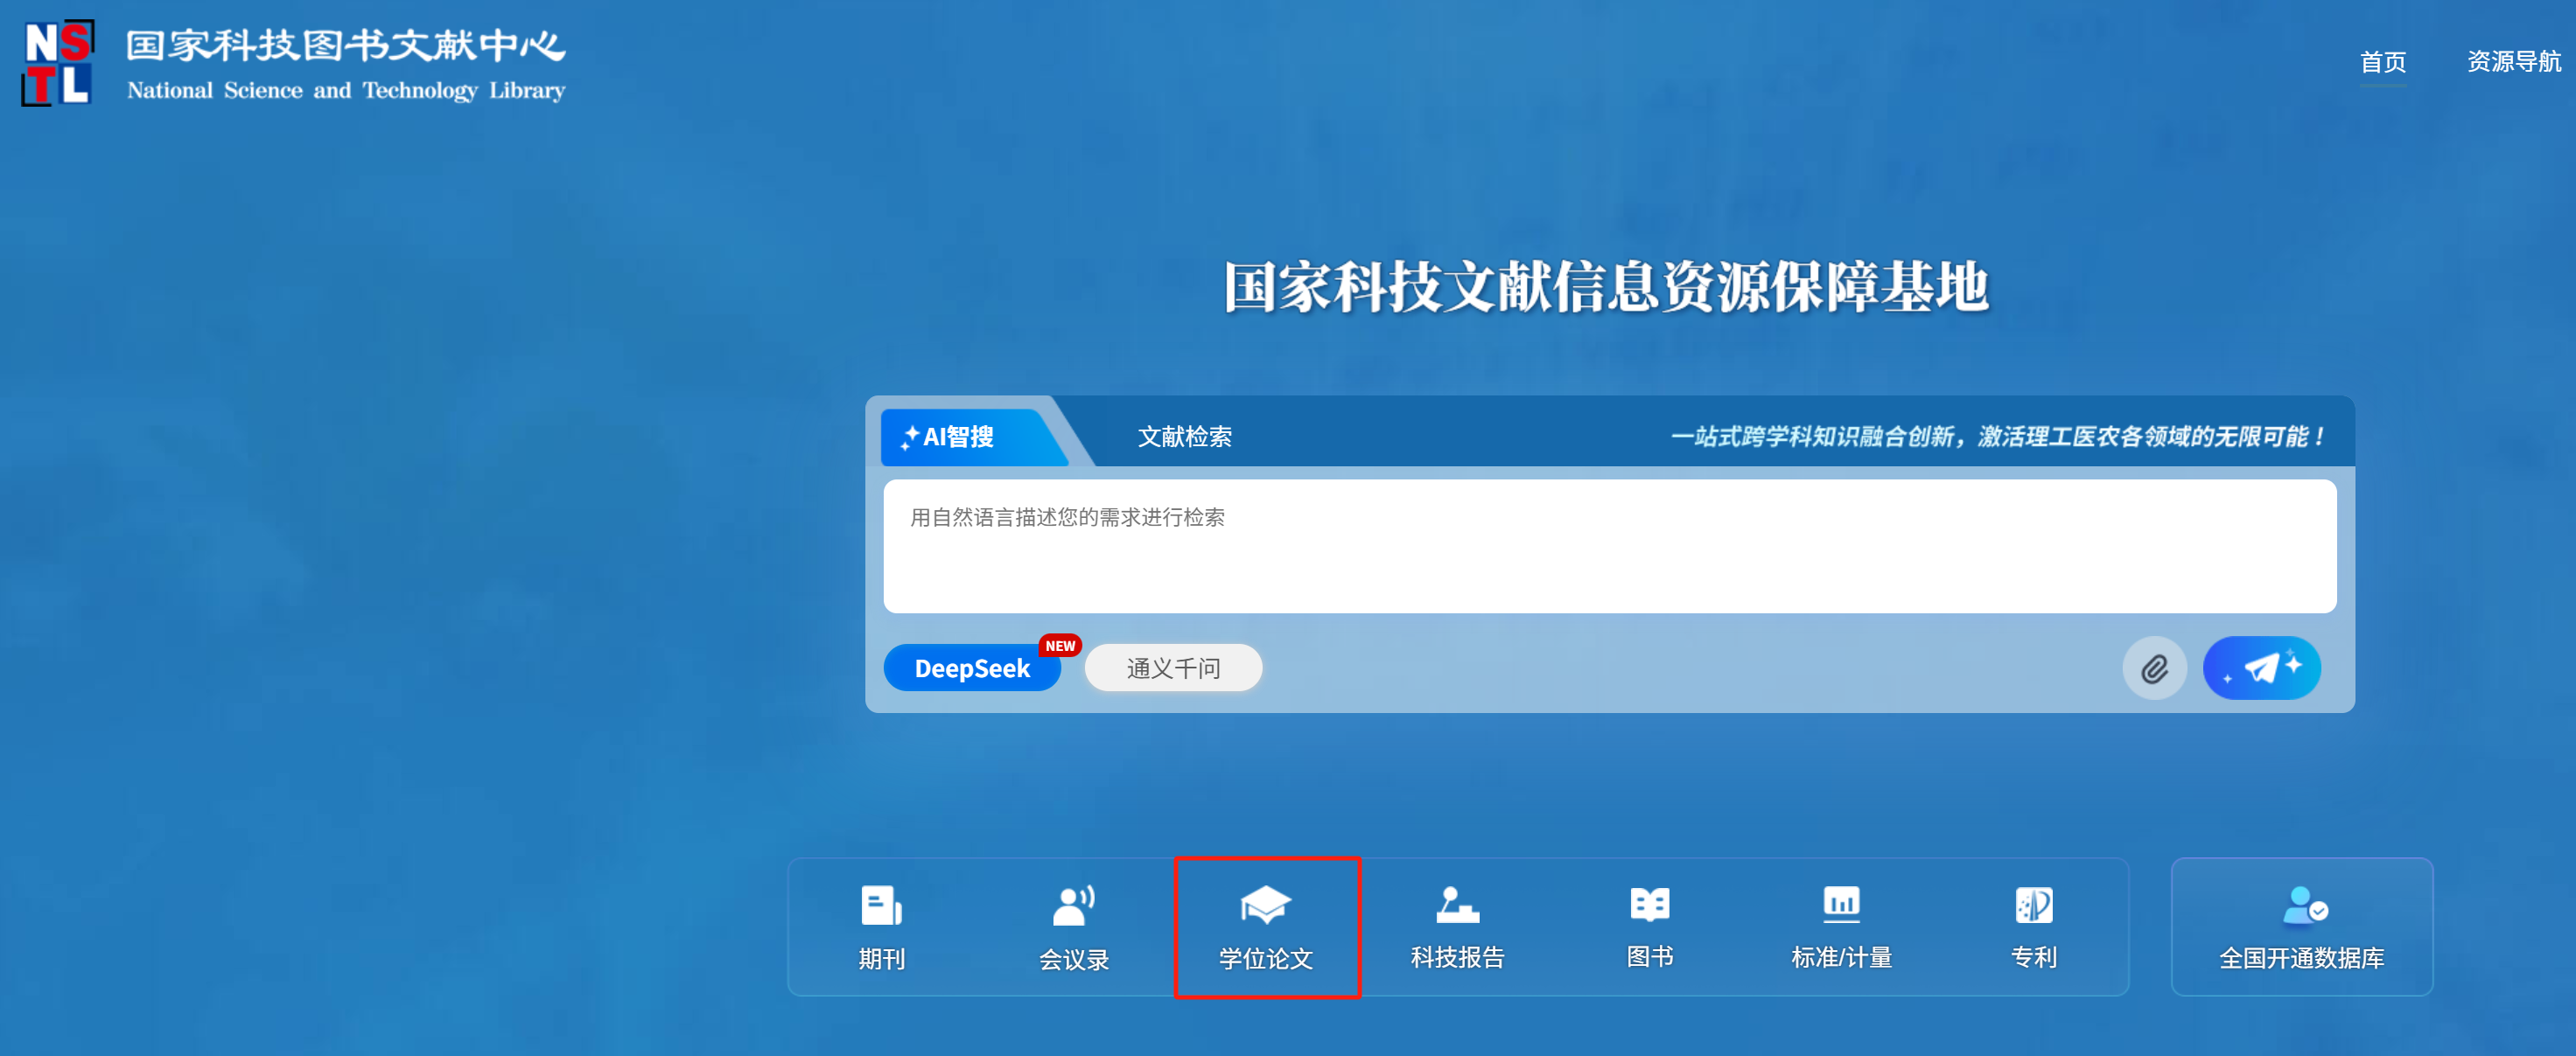 NS
TL
国家科技图书文献中心
National Science and Technology Library
首页 资源导航
国家科技文献信息资源保障基地
AI智搜 文献检索 一站式跨学科知识融合创新，激活理工医农各领域的无限可能！
用自然语言描述您的需求进行检索
DeepSeek NEW 通义千问
期刊 会议录 学位论文 科技报告 图书 标准/计量 专利 全国开通数据库